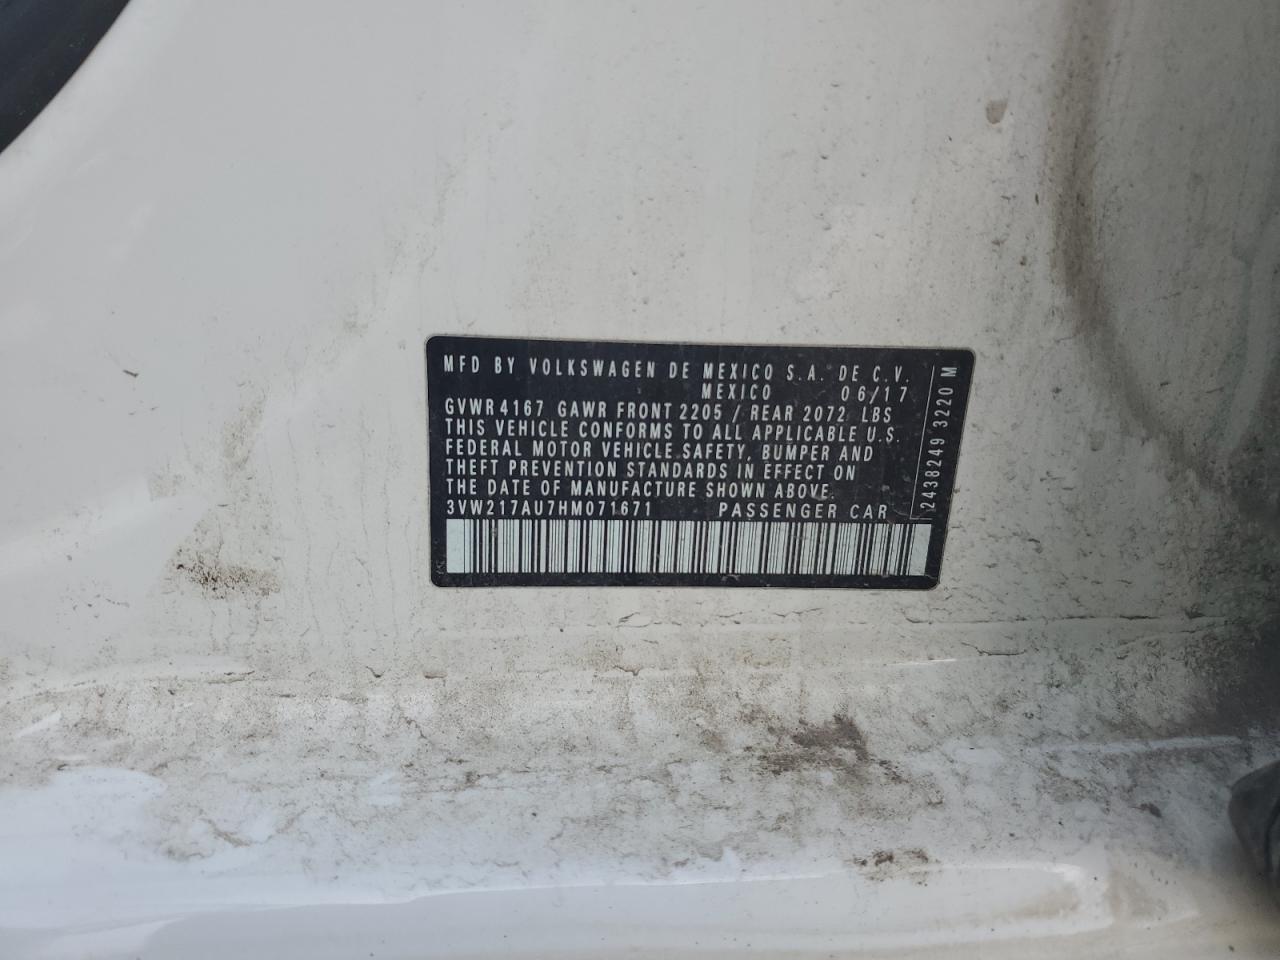 MFD BY VOLKSWAGEN DE MEXICO S.A. DE C.V.
MEXICO 06/17
GVWR 4167 GAWR FRONT 2205 / REAR 2072 LBS
THIS VEHICLE CONFORMS TO ALL APPLICABLE U.S.
FEDERAL MOTOR VEHICLE SAFETY, BUMPER AND
THEFT PREVENTION STANDARDS IN EFFECT ON
THE DATE OF MANUFACTURE SHOWN ABOVE.
3VW217AU7HM071671 PASSENGER CAR
2438249 3220 M